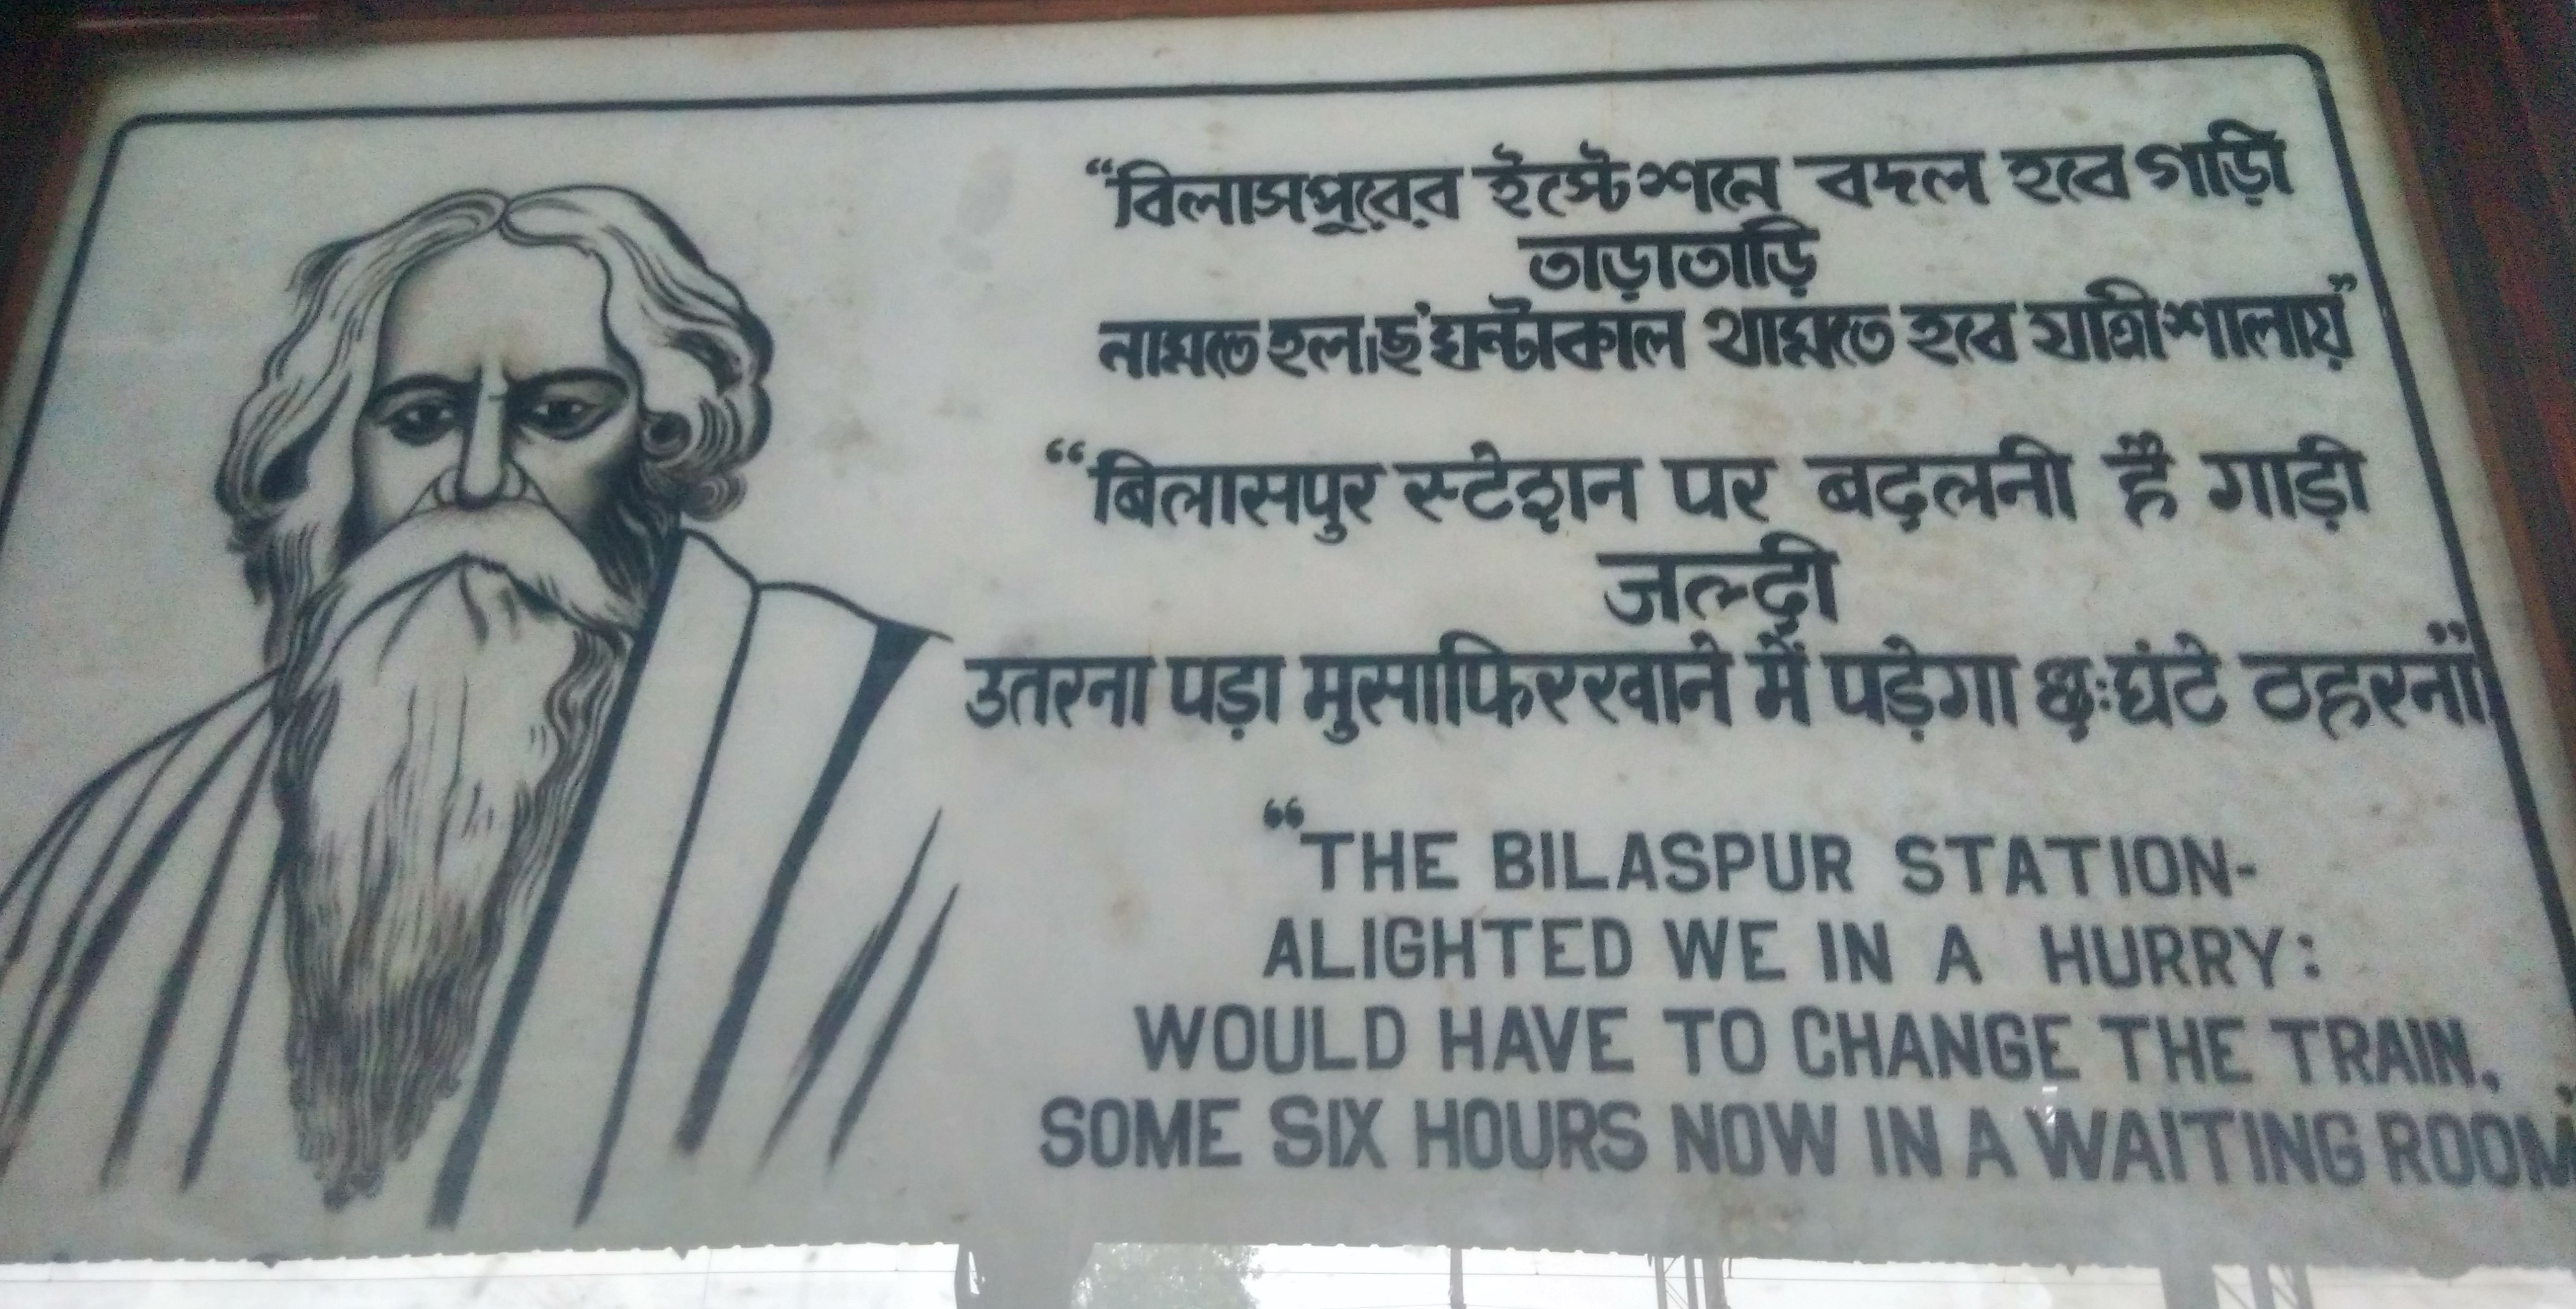 “বিলাসপুরের ইস্টেশনে বদল হবে গাড়ি
তাড়াতাড়ি
নামতে হল।ছ'ঘন্টাকাল থামতে হবে যাত্রীশালায়”
“बिलासपुर स्टेशन पर बदलनी है गाड़ी
जल्दी
उतरना पड़ा मुसाफिरखाने में पड़ेगा छःघंटे ठहरना”
“THE BILASPUR STATION-
ALIGHTED WE IN A HURRY:
WOULD HAVE TO CHANGE THE TRAIN,
SOME SIX HOURS NOW IN A WAITING ROOM”